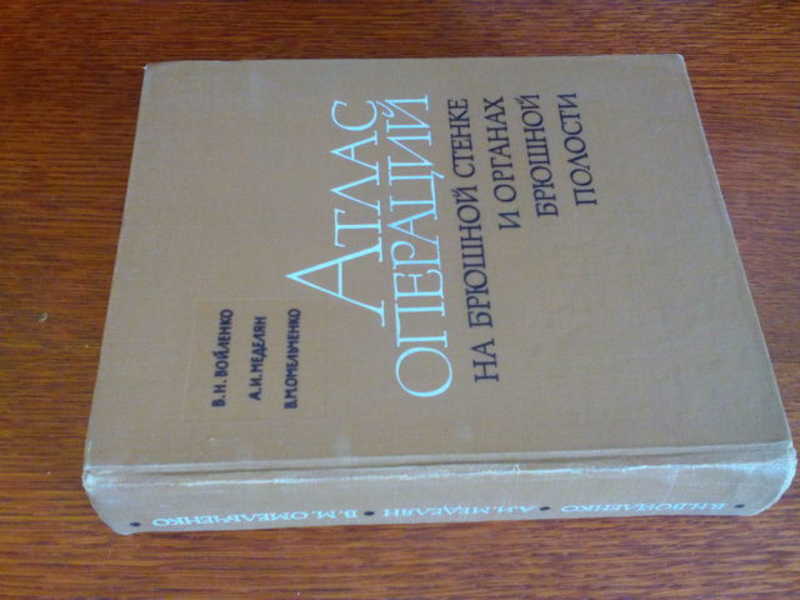 В. Н. ВОЙЛЕНКО
А. И. МЕДЕЛЯН
В. М. ОМЕЛЬЧЕНКО
АТЛАС
ОПЕРАЦИЙ
НА БРЮШНОЙ СТЕНКЕ
И ОРГАНАХ
БРЮШНОЙ
ПОЛОСТИ
• В.Н.ВОЙЛЕНКО • А.И.МЕДЕЛЯН • В.М.ОМЕЛЬЧЕНКО •